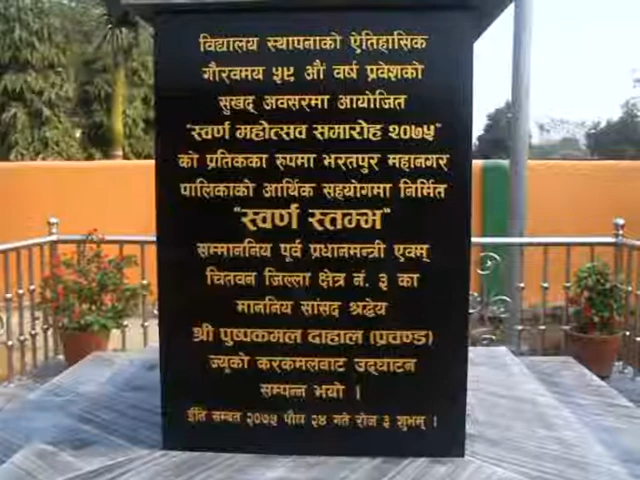 विद्यालय स्थापनाको ऐतिहासिक
गौरवमय ५९ औं वर्ष प्रवेशको
सुखद् अवसरमा आयोजित
"स्वर्ण महोत्सव समारोह २०७५"
को प्रतिकका रुपमा भरतपुर महानगर
पालिकाको आर्थिक सहयोगमा निर्मित
"स्वर्ण स्तम्भ"
सम्माननिय पूर्व प्रधानमन्त्री एवम्
चितवन जिल्ला क्षेत्र नं. ३ का
माननिय सांसद श्रद्धेय
श्री पुष्पकमल दाहाल (प्रचण्ड)
ज्यूको करकमलबाट उद्घाटन
सम्पन्न भयो ।
ईति सम्बत २०७५ पौष २४ गते रोज ३ शुभम् ।